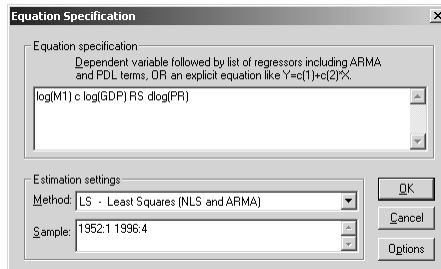 Equation Specification
Equation specification
Dependent variable followed by list of regressors including ARMA
and PDL terms, OR an explicit equation like Y=c(1)+c(2)*X.
log(M1) c log(GDP) RS dlog(PR)
Estimation settings
Method: LS - Least Squares (NLS and ARMA)
Sample: 1952:1 1996:4
OK
Cancel
Options